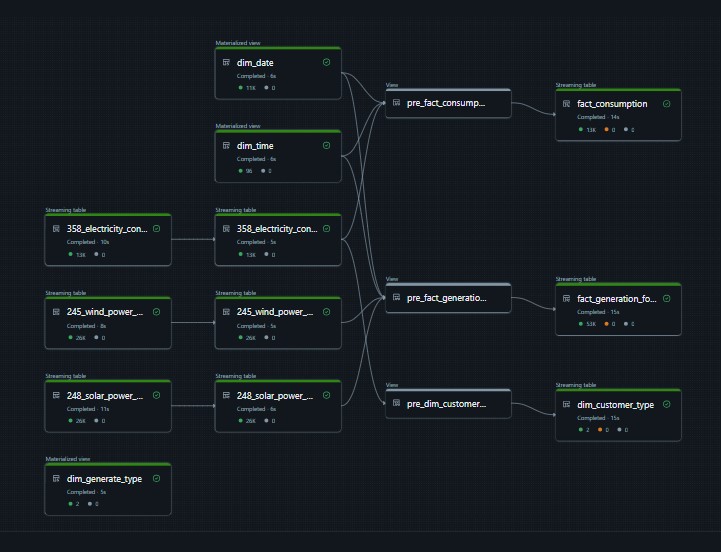 Materialized view
dim_date
Completed · 6s
11K 0
Materialized view
dim_time
Completed · 6s
96 0
Streaming table
358_electricity_con...
Completed · 10s
13K 0
Streaming table
245_wind_power_...
Completed · 8s
26K 0
Streaming table
248_solar_power_...
Completed · 11s
26K 0
Materialized view
dim_generate_type
Completed · 5s
2 0
Streaming table
358_electricity_con...
Completed · 5s
13K 0
Streaming table
245_wind_power_...
Completed · 5s
26K 0
Streaming table
248_solar_power_...
Completed · 6s
26K 0
View
pre_fact_consump...
View
pre_fact_generatio...
View
pre_dim_customer...
Streaming table
fact_consumption
Completed · 14s
13K 0 0
Streaming table
fact_generation_fo...
Completed · 15s
53K 0 0
Streaming table
dim_customer_type
Completed · 15s
2 0 0